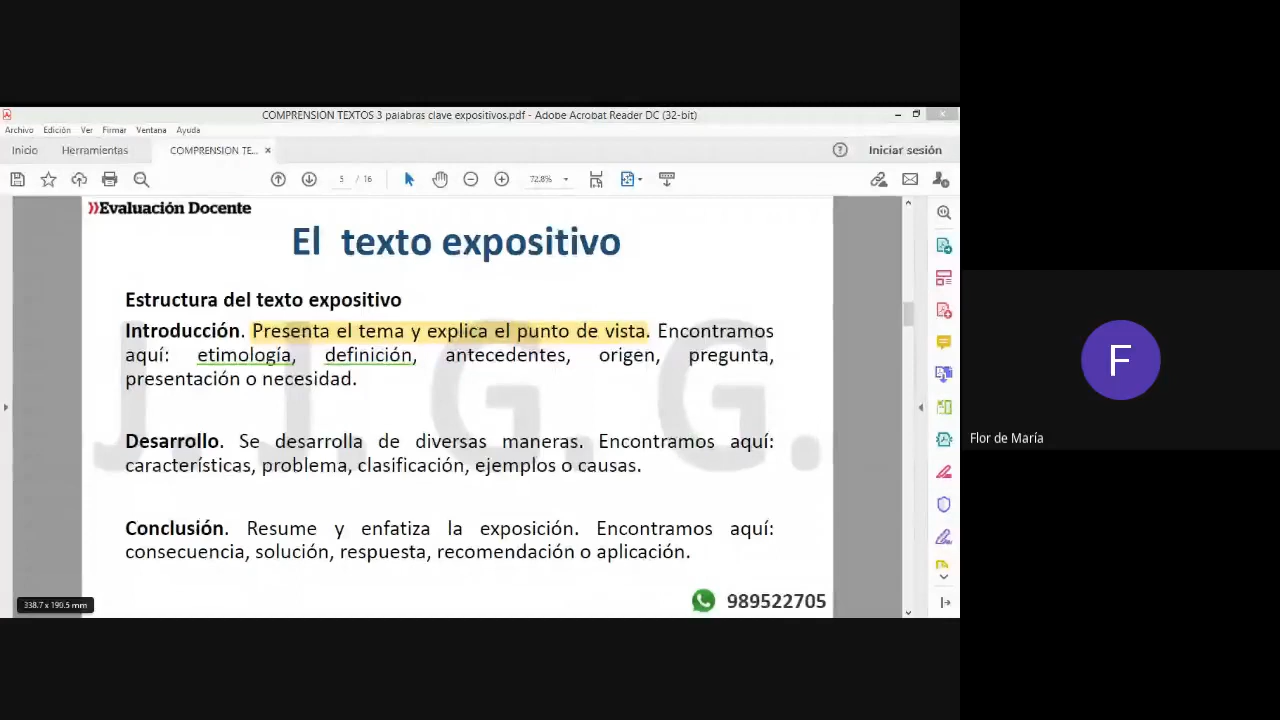 COMPRENSION TEXTOS 3 palabras clave expositivos.pdf - Adobe Acrobat Reader DC (32-bit)
Archivo Edición Ver Firmar Ventana Ayuda
Inicio Herramientas COMPRENSION TE... × Iniciar sesión
5 / 16 72.8%
»Evaluación Docente
El texto expositivo
Estructura del texto expositivo
Introducción. Presenta el tema y explica el punto de vista. Encontramos
aquí: etimología, definición, antecedentes, origen, pregunta,
presentación o necesidad.
J. J. G. G.
Desarrollo. Se desarrolla de diversas maneras. Encontramos aquí:
características, problema, clasificación, ejemplos o causas.
Conclusión. Resume y enfatiza la exposición. Encontramos aquí:
consecuencia, solución, respuesta, recomendación o aplicación.
338.7 x 190.5 mm
989522705
F
Flor de María